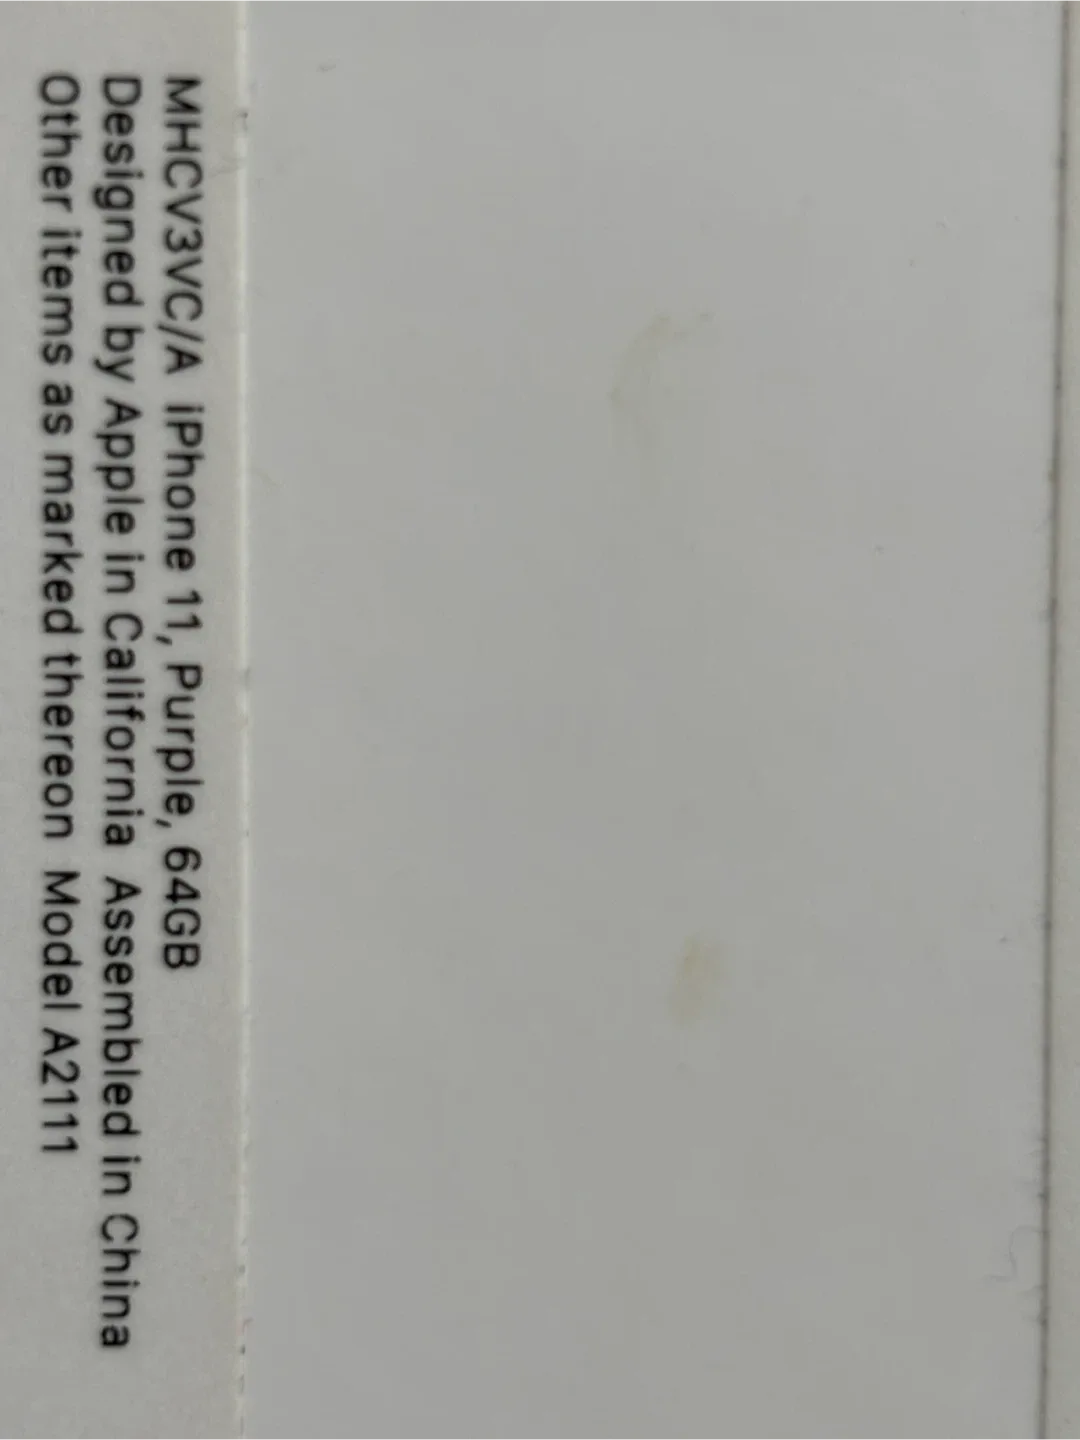 MHCV3VC/A iPhone 11, Purple, 64GB
Designed by Apple in California Assembled in China
Other items as marked thereon Model A2111